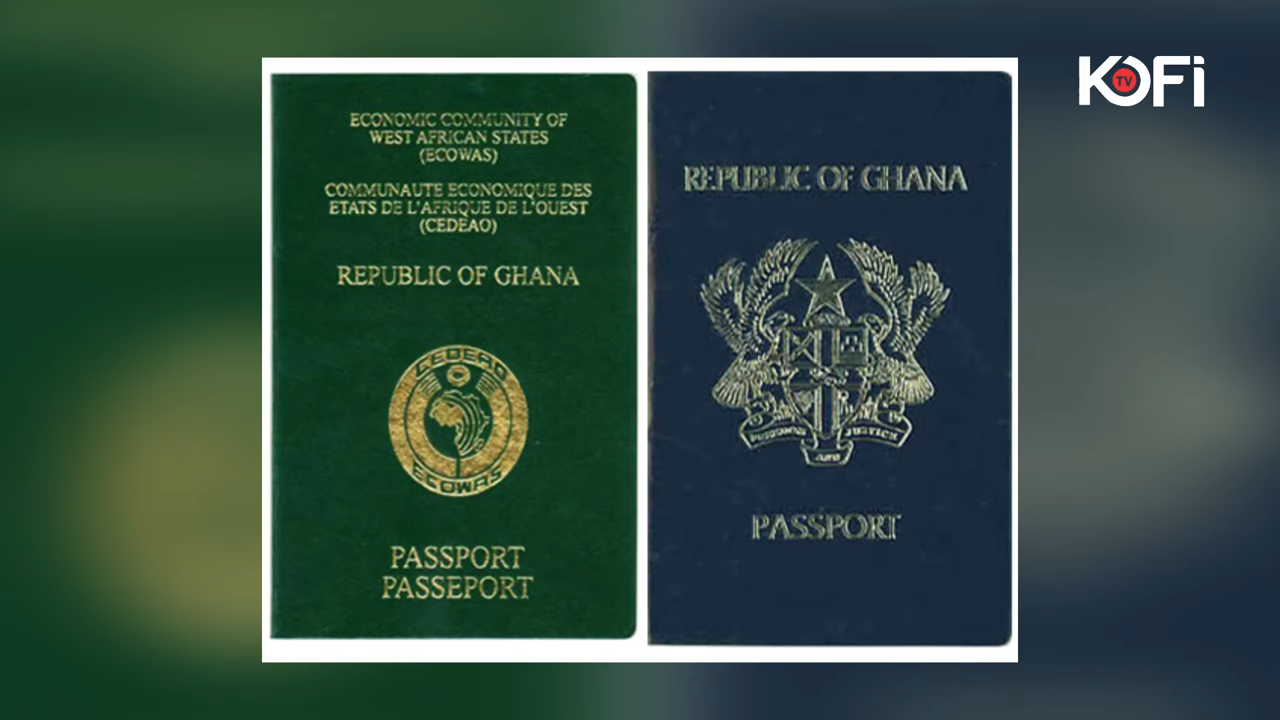 ECONOMIC COMMUNITY OF
WEST AFRICAN STATES
(ECOWAS)
COMMUNAUTE ECONOMIQUE DES
ETATS DE L'AFRIQUE DE L'OUEST
(CEDEAO)
REPUBLIC OF GHANA
CEDEAO
ECOWAS
PASSPORT
PASSEPORT
REPUBLIC OF GHANA
FREEDOM AND JUSTICE
PASSPORT
KOFi
TV